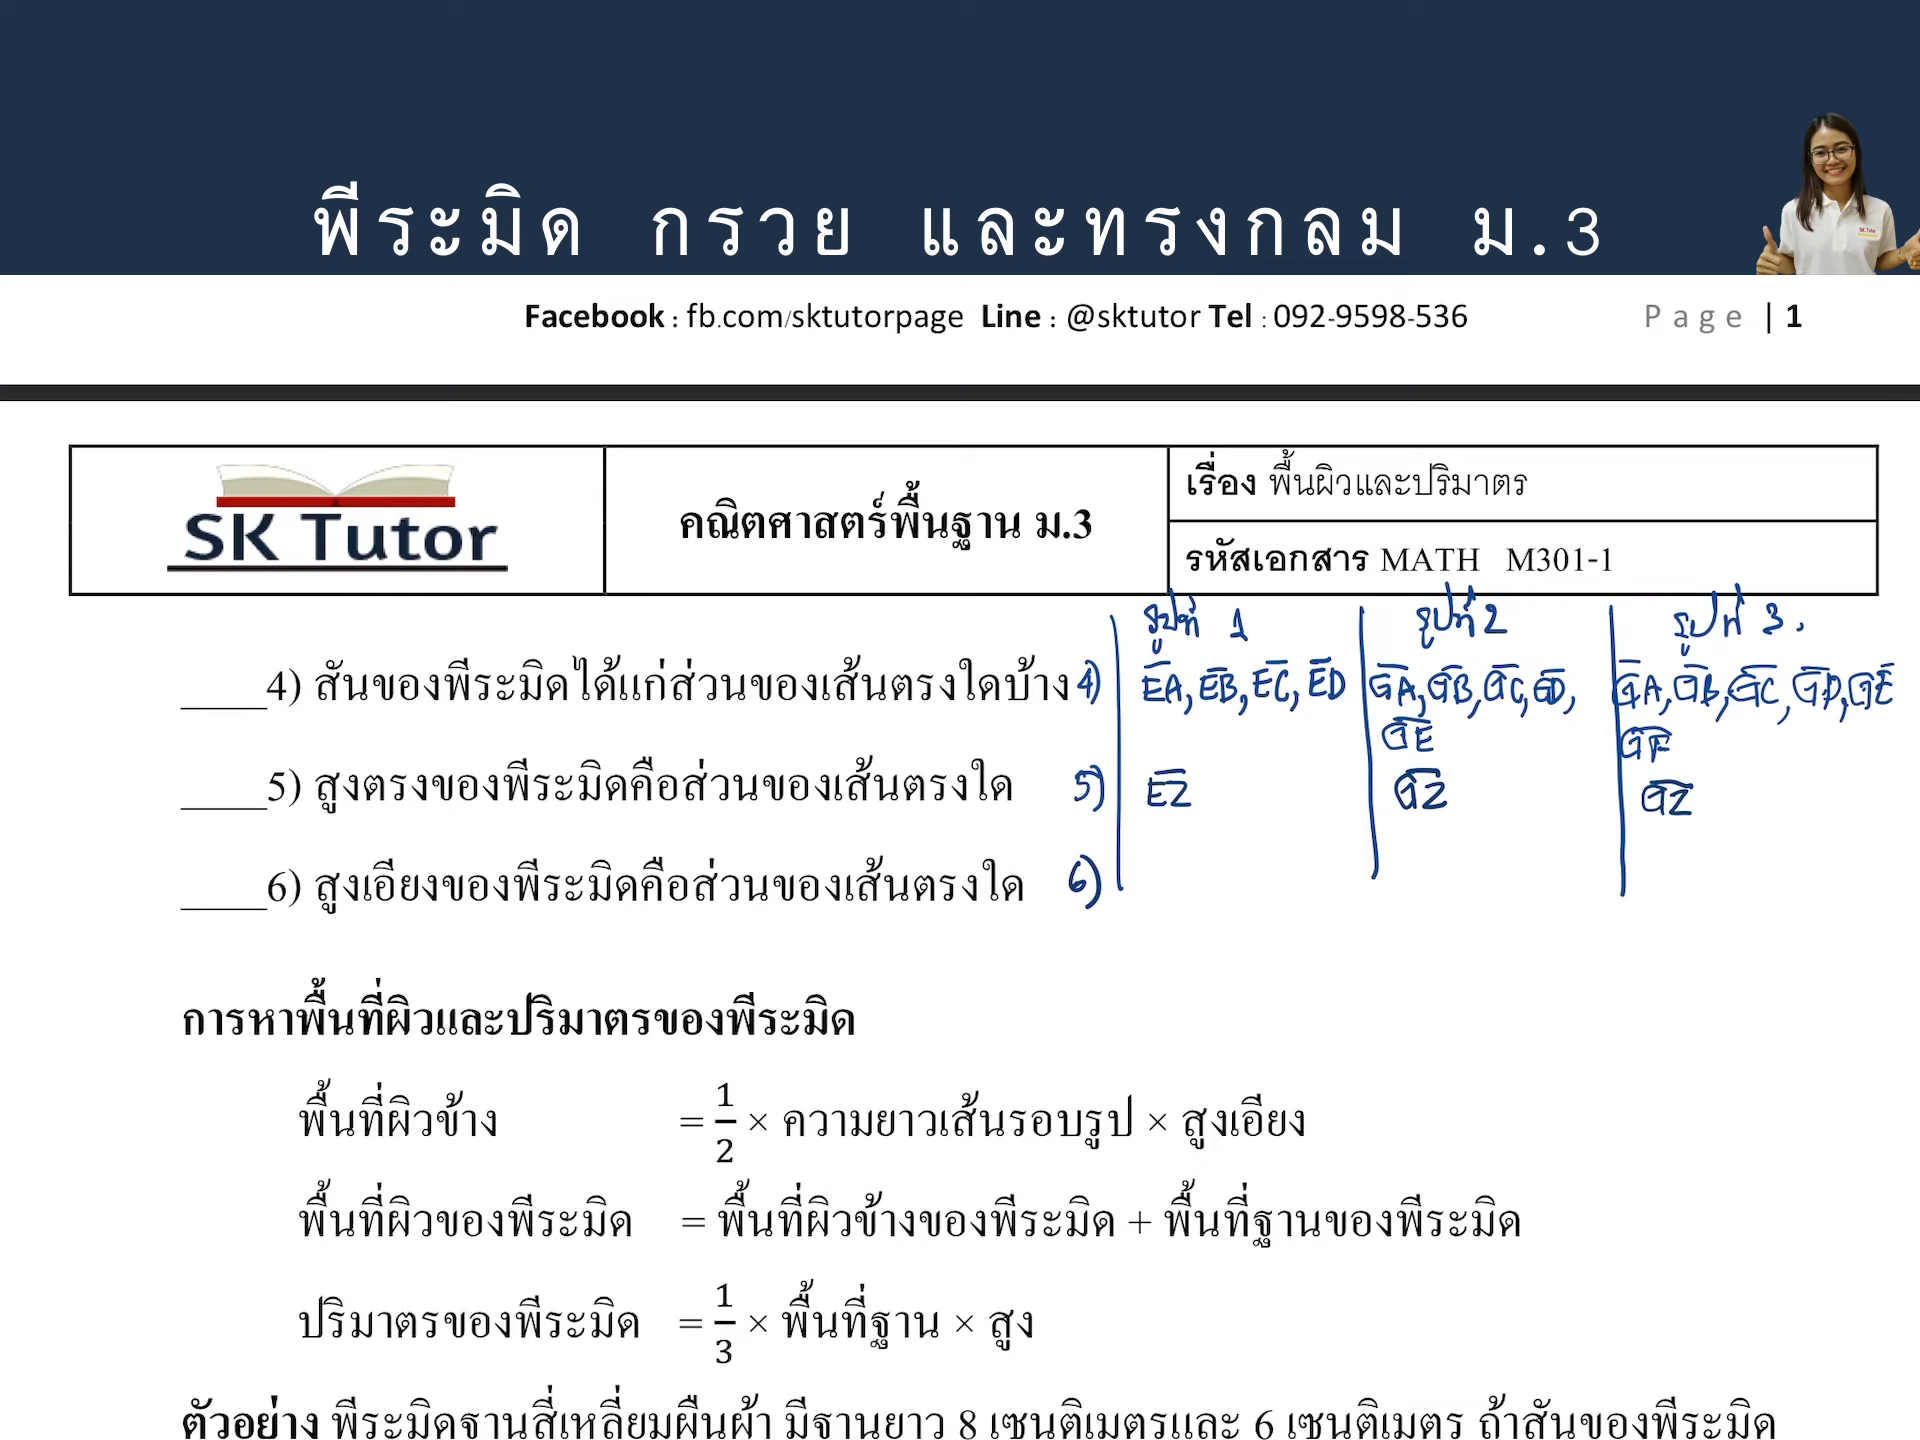 พีระมิด กรวย และทรงกลม ม.3
Facebook : fb.com/sktutorpage Line : @sktutor Tel : 092-9598-536 Page | 1
SK Tutor
คณิตศาสตร์พื้นฐาน ม.3
เรื่อง พื้นผิวและปริมาตร
รหัสเอกสาร MATH M301-1
รูปที่ 1 รูปที่ 2 รูปที่ 3
____4) สันของพีระมิดได้แก่ส่วนของเส้นตรงใดบ้าง 4) E̅A̅, E̅B̅, E̅C̅, E̅D̅ G̅A̅, G̅B̅, G̅C̅, G̅D̅, G̅A̅, G̅B̅, G̅C̅, G̅D̅, G̅E̅
G̅E̅ G̅F̅
____5) สูงตรงของพีระมิดคือส่วนของเส้นตรงใด 5) E̅Z̅ G̅Z̅ G̅Z̅
____6) สูงเอียงของพีระมิดคือส่วนของเส้นตรงใด 6)
การหาพื้นที่ผิวและปริมาตรของพีระมิด
พื้นที่ผิวข้าง = 1/2 × ความยาวเส้นรอบรูป × สูงเอียง
พื้นที่ผิวของพีระมิด = พื้นที่ผิวข้างของพีระมิด + พื้นที่ฐานของพีระมิด
ปริมาตรของพีระมิด = 1/3 × พื้นที่ฐาน × สูง
ตัวอย่าง พีระมิดฐานสี่เหลี่ยมผืนผ้า มีฐานยาว 8 เซนติเมตรและ 6 เซนติเมตร ถ้าสันของพีระมิด